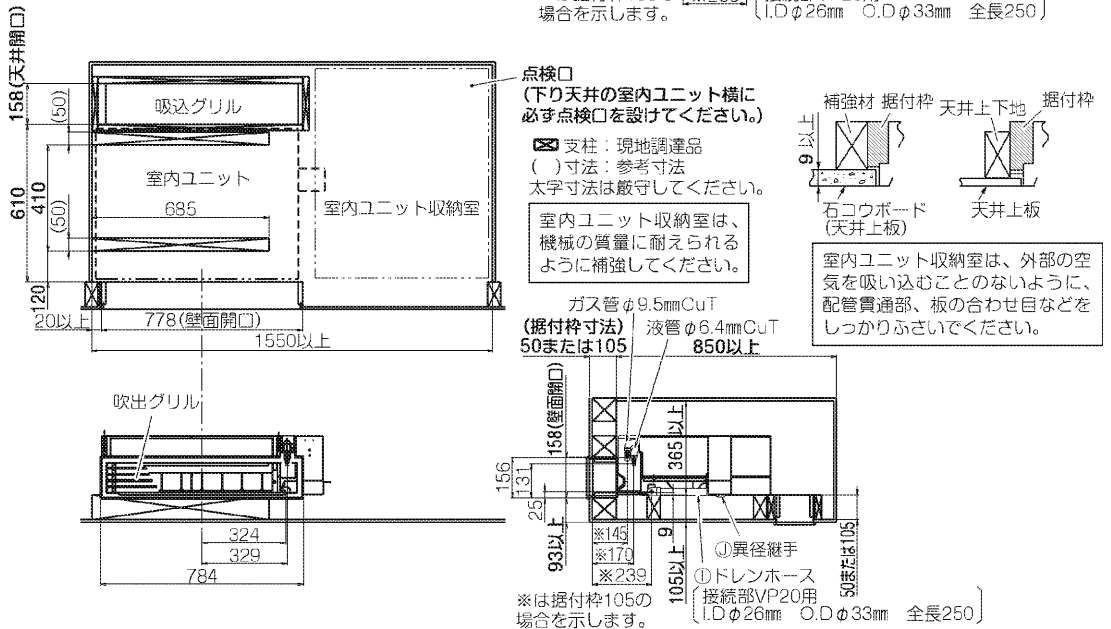 場合を示します。
I.Dφ26mm O.Dφ33mm 全長250
158(天井開口)
(50)
610
410
(50)
120
吸込グリル
室内ユニット
685
室内ユニット収納室
20以上
778(壁面開口)
1550以上
点検口
(下り天井の室内ユニット横に
必ず点検口を設けてください。)
支柱:現地調達品
( )寸法:参考寸法
太字寸法は厳守してください。
室内ユニット収納室は、
機械の質量に耐えられる
ように補強してください。
補強材 据付枠
9以上
石コウボード
(天井上板)
天井上下地 据付枠
天井上板
室内ユニット収納室は、外部の空
気を吸い込むことのないように、
配管貫通部、板の合わせ目などを
しっかりふさいでください。
吹出グリル
324
329
784
ガス管φ9.5mmCuT
(据付枠寸法) 液管φ6.4mmCuT
50または105 850以上
158(壁面開口)
156
131
25
93以上
365以上
※145
※170
※239
9
105以上
50または105
Ⓙ異径継手
Ⓘドレンホース
接続部VP20用
I.Dφ26mm O.Dφ33mm 全長250
※は据付枠105の
場合を示します。